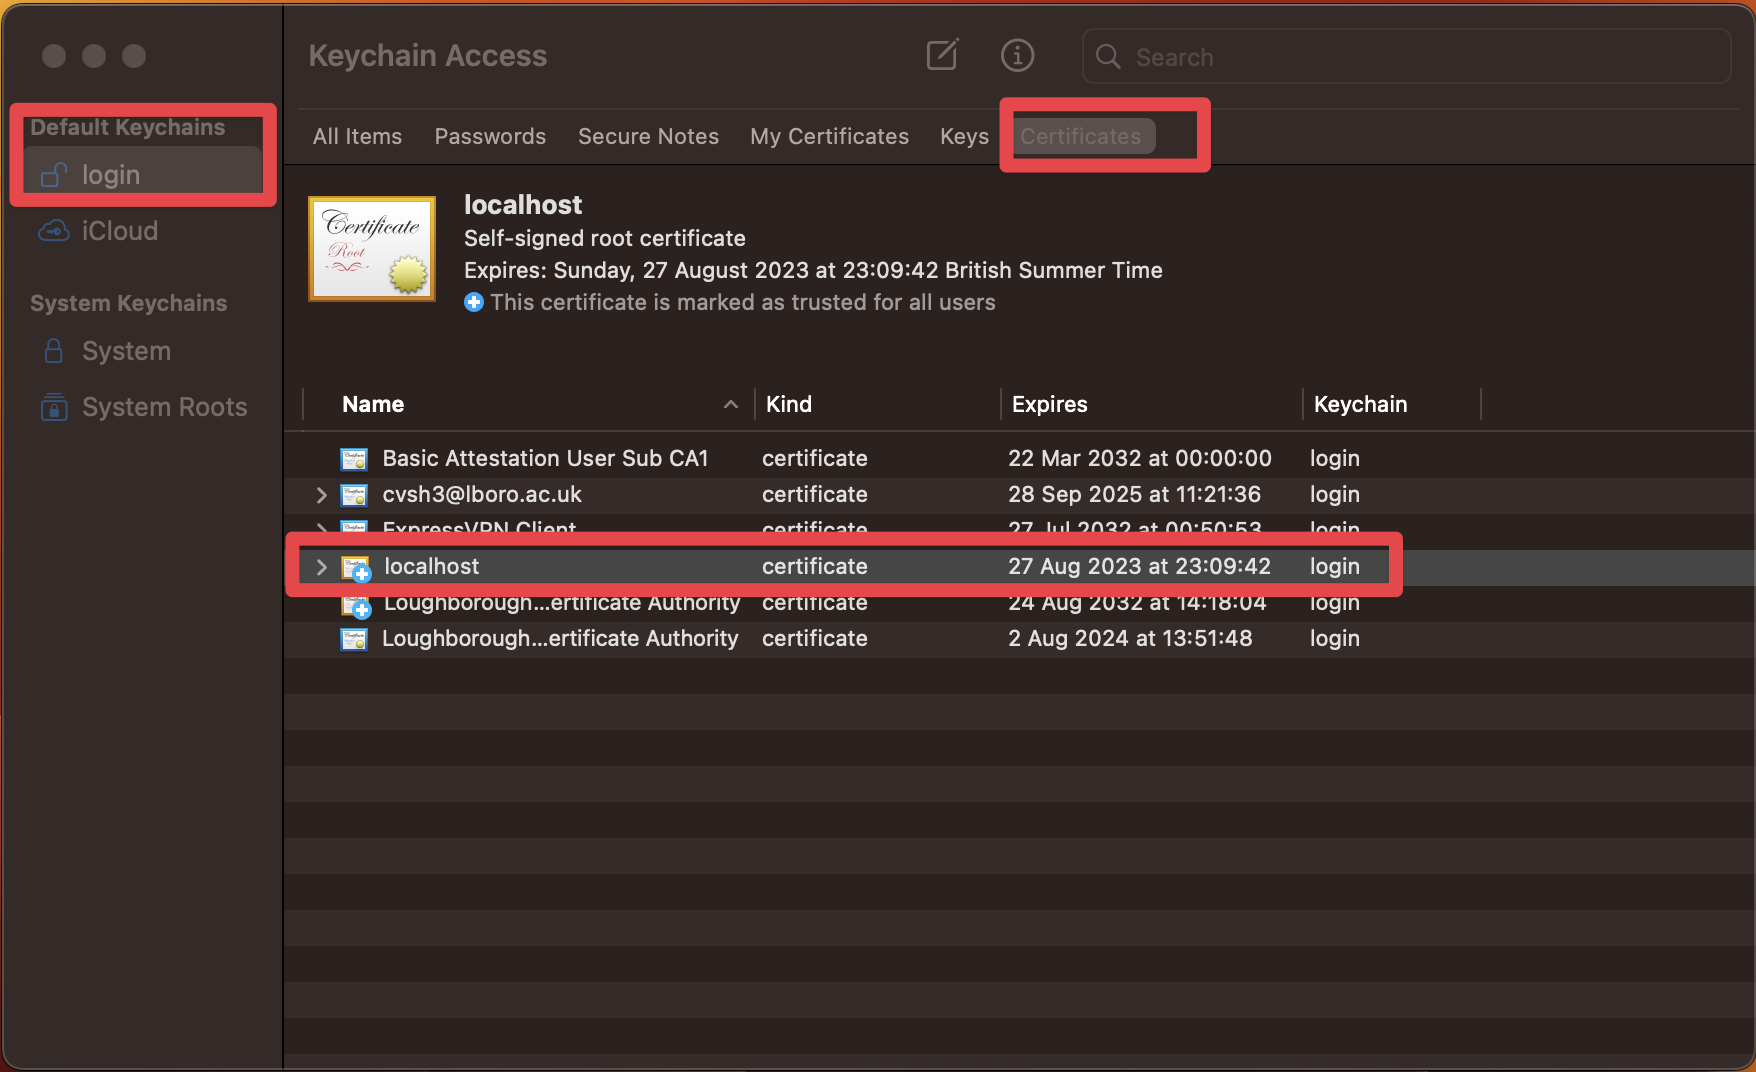 Keychain Access
Search
Default Keychains
login
iCloud
System Keychains
System
System Roots
All Items Passwords Secure Notes My Certificates Keys Certificates
Certificate
Root
localhost
Self-signed root certificate
Expires: Sunday, 27 August 2023 at 23:09:42 British Summer Time
This certificate is marked as trusted for all users
Name Kind Expires Keychain
Basic Attestation User Sub CA1 certificate 22 Mar 2032 at 00:00:00 login
cvsh3@lboro.ac.uk certificate 28 Sep 2025 at 11:21:36 login
ExpressVPN Client certificate 27 Jul 2032 at 00:50:53 login
localhost certificate 27 Aug 2023 at 23:09:42 login
Loughborough...ertificate Authority certificate 24 Aug 2032 at 14:18:04 login
Loughborough...ertificate Authority certificate 2 Aug 2024 at 13:51:48 login